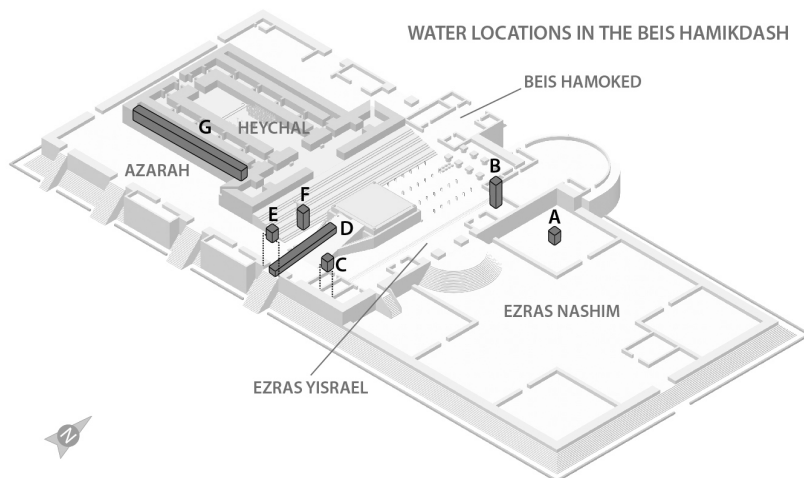 WATER LOCATIONS IN THE BEIS HAMIKDASH
BEIS HAMOKED
G
HEYCHAL
AZARAH
B
A
F
E
D
C
EZRAS NASHIM
EZRAS YISRAEL
N